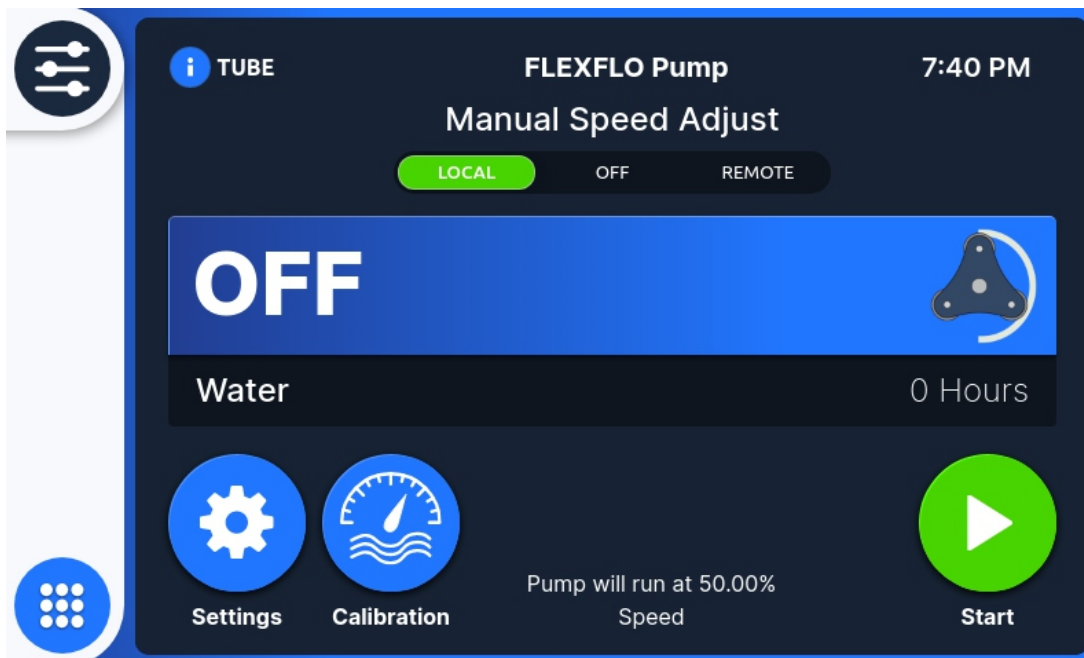 TUBE FLEXFLO Pump 7:40 PM
Manual Speed Adjust
LOCAL OFF REMOTE
OFF
Water 0 Hours
Pump will run at 50.00%
Speed
Settings Calibration Start